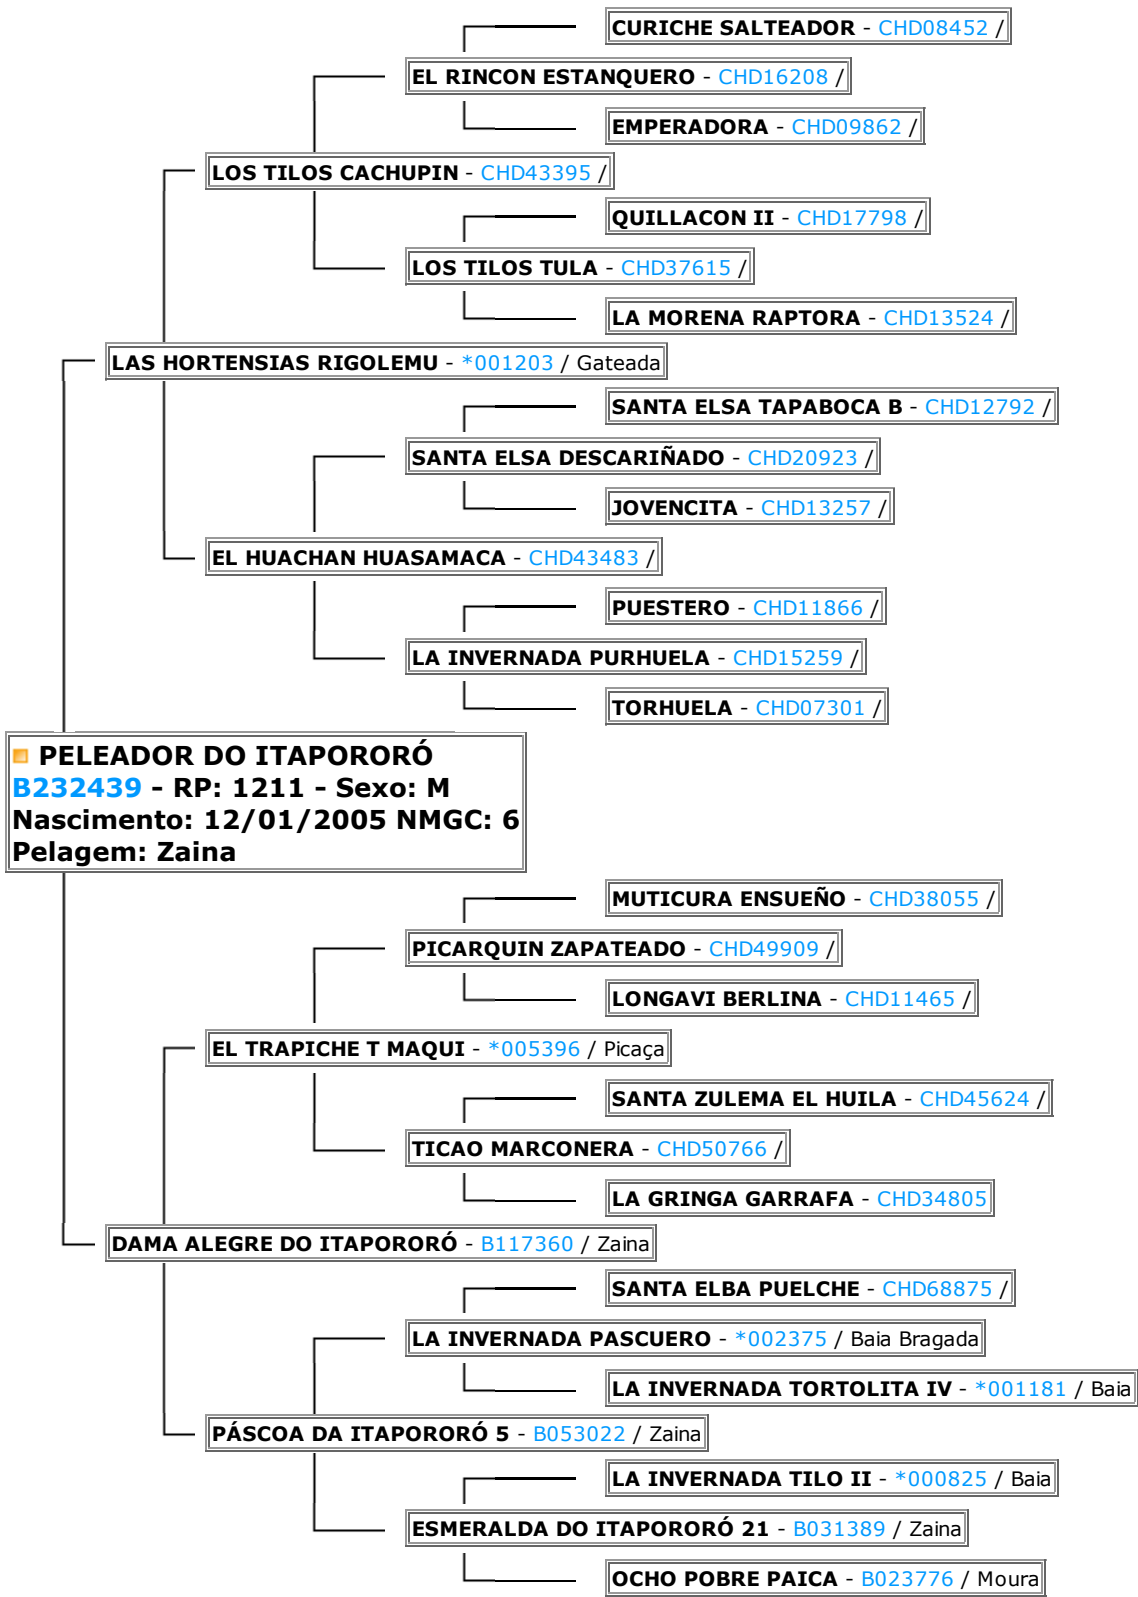 CURICHE SALTEADOR - CHD08452 /
EL RINCON ESTANQUERO - CHD16208 /
EMPERADORA - CHD09862 /
LOS TILOS CACHUPIN - CHD43395 /
QUILLACON II - CHD17798 /
LOS TILOS TULA - CHD37615 /
LA MORENA RAPTORA - CHD13524 /
LAS HORTENSIAS RIGOLEMU - *001203 / Gateada
SANTA ELSA TAPABOCA B - CHD12792 /
SANTA ELSA DESCARIÑADO - CHD20923 /
JOVENCITA - CHD13257 /
EL HUACHAN HUASAMACA - CHD43483 /
PUESTERO - CHD11866 /
LA INVERNADA PURHUELA - CHD15259 /
TORHUELA - CHD07301 /
PELEADOR DO ITAPORORÓ
B232439 - RP: 1211 - Sexo: M
Nascimento: 12/01/2005 NMGC: 6
Pelagem: Zaina
MUTICURA ENSUEÑO - CHD38055 /
PICARQUIN ZAPATEADO - CHD49909 /
LONGAVI BERLINA - CHD11465 /
EL TRAPICHE T MAQUI - *005396 / Picaça
SANTA ZULEMA EL HUILA - CHD45624 /
TICAO MARCONERA - CHD50766 /
LA GRINGA GARRAFA - CHD34805
DAMA ALEGRE DO ITAPORORÓ - B117360 / Zaina
SANTA ELBA PUELCHE - CHD68875 /
LA INVERNADA PASCUERO - *002375 / Baia Bragada
LA INVERNADA TORTOLITA IV - *001181 / Baia
PÁSCOA DA ITAPORORÓ 5 - B053022 / Zaina
LA INVERNADA TILO II - *000825 / Baia
ESMERALDA DO ITAPORORÓ 21 - B031389 / Zaina
OCHO POBRE PAICA - B023776 / Moura